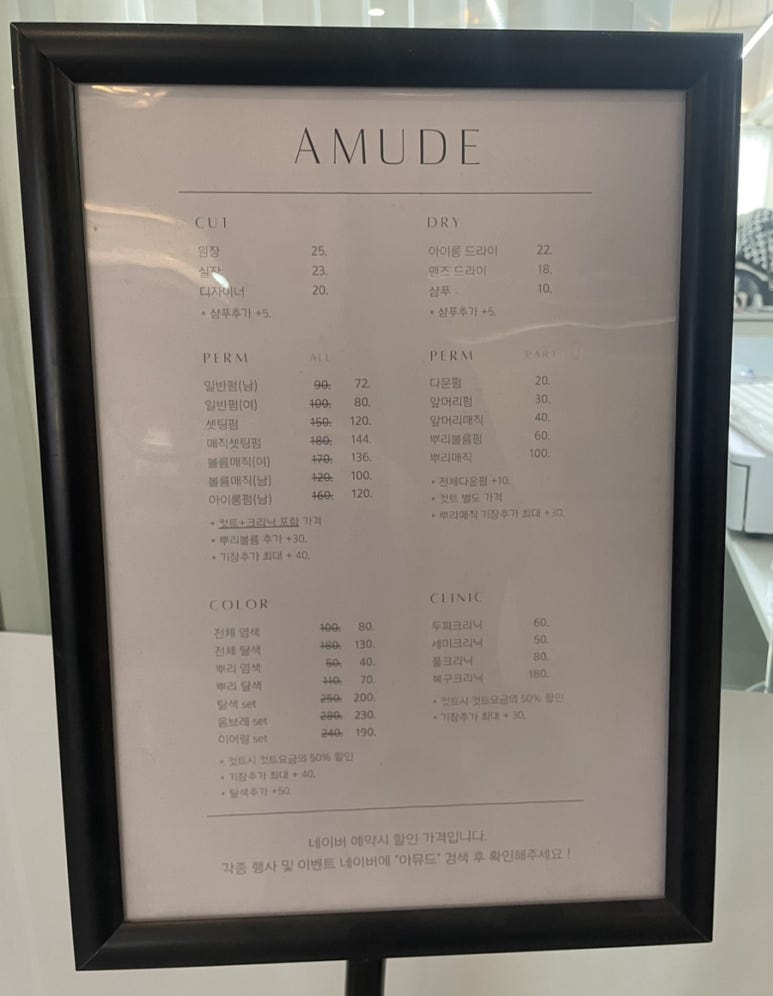 AMUDE
CUT
원장 25.
실장 23.
디자이너 20.
* 샴푸추가 +5.
DRY
아이롱 드라이 22.
맨즈 드라이 18.
샴푸 10.
* 샴푸추가 +5.
PERM ALL
일반펌(남) 90. 72.
일반펌(여) 100. 80.
셋팅펌 150. 120.
매직셋팅펌 180. 144.
볼륨매직(여) 170. 136.
볼륨매직(남) 120. 100.
아이롱펌(남) 160. 120.
* 컷트+크리닉 포함 가격
* 뿌리볼륨 추가 +30.
* 기장추가 최대 + 40.
PERM PART
다운펌 20.
앞머리펌 30.
앞머리매직 40.
뿌리볼륨펌 60.
뿌리매직 100.
* 전체다운펌 +10.
* 컷트 별도 가격
* 뿌리매직 기장추가 최대 +30.
COLOR
전체 염색 100. 80.
전체 탈색 180. 130.
뿌리 염색 50. 40.
뿌리 탈색 110. 70.
탈색 set 250. 200.
옴브레 set 280. 230.
이어링 set 240. 190.
* 컷트시 컷트요금의 50% 할인
* 기장추가 최대 + 40.
* 탈색추가 +50.
CLINIC
두피크리닉 60.
세미크리닉 50.
풀크리닉 80.
복구크리닉 180.
* 컷트시 컷트요금의 50% 할인
* 기장추가 최대 + 30.
네이버 예약시 할인 가격입니다.
각종 행사 및 이벤트 네이버에 "아뮤드" 검색 후 확인해주세요 !